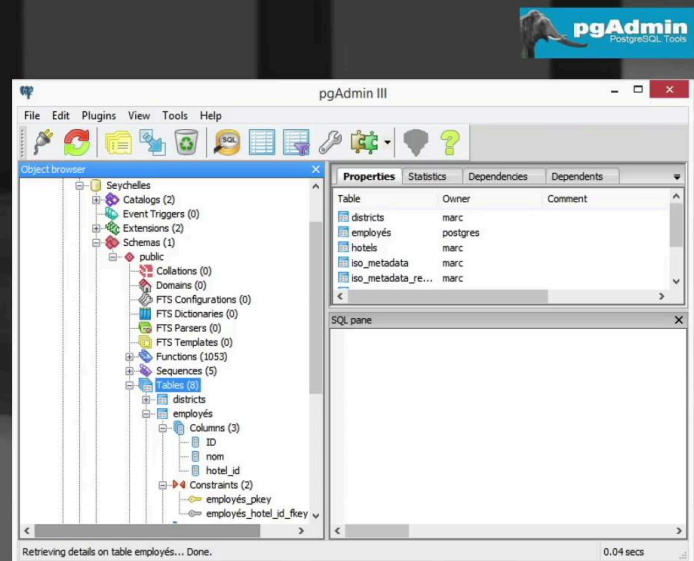 pgAdmin
PostgreSQL Tools
pgAdmin III
File Edit Plugins View Tools Help
SQL
Object browser
Seychelles
Catalogs (2)
Event Triggers (0)
Extensions (2)
Schemas (1)
public
Collations (0)
Domains (0)
FTS Configurations (0)
FTS Dictionaries (0)
FTS Parsers (0)
FTS Templates (0)
Functions (1053)
Sequences (5)
Tables (8)
districts
employés
Columns (3)
ID
nom
hotel_id
Constraints (2)
employés_pkey
employés_hotel_id_fkey
Properties Statistics Dependencies Dependents
Table Owner Comment
districts marc
employés postgres
hotels marc
iso_metadata marc
iso_metadata_re... marc
SQL pane
Retrieving details on table employés... Done. 0.04 secs